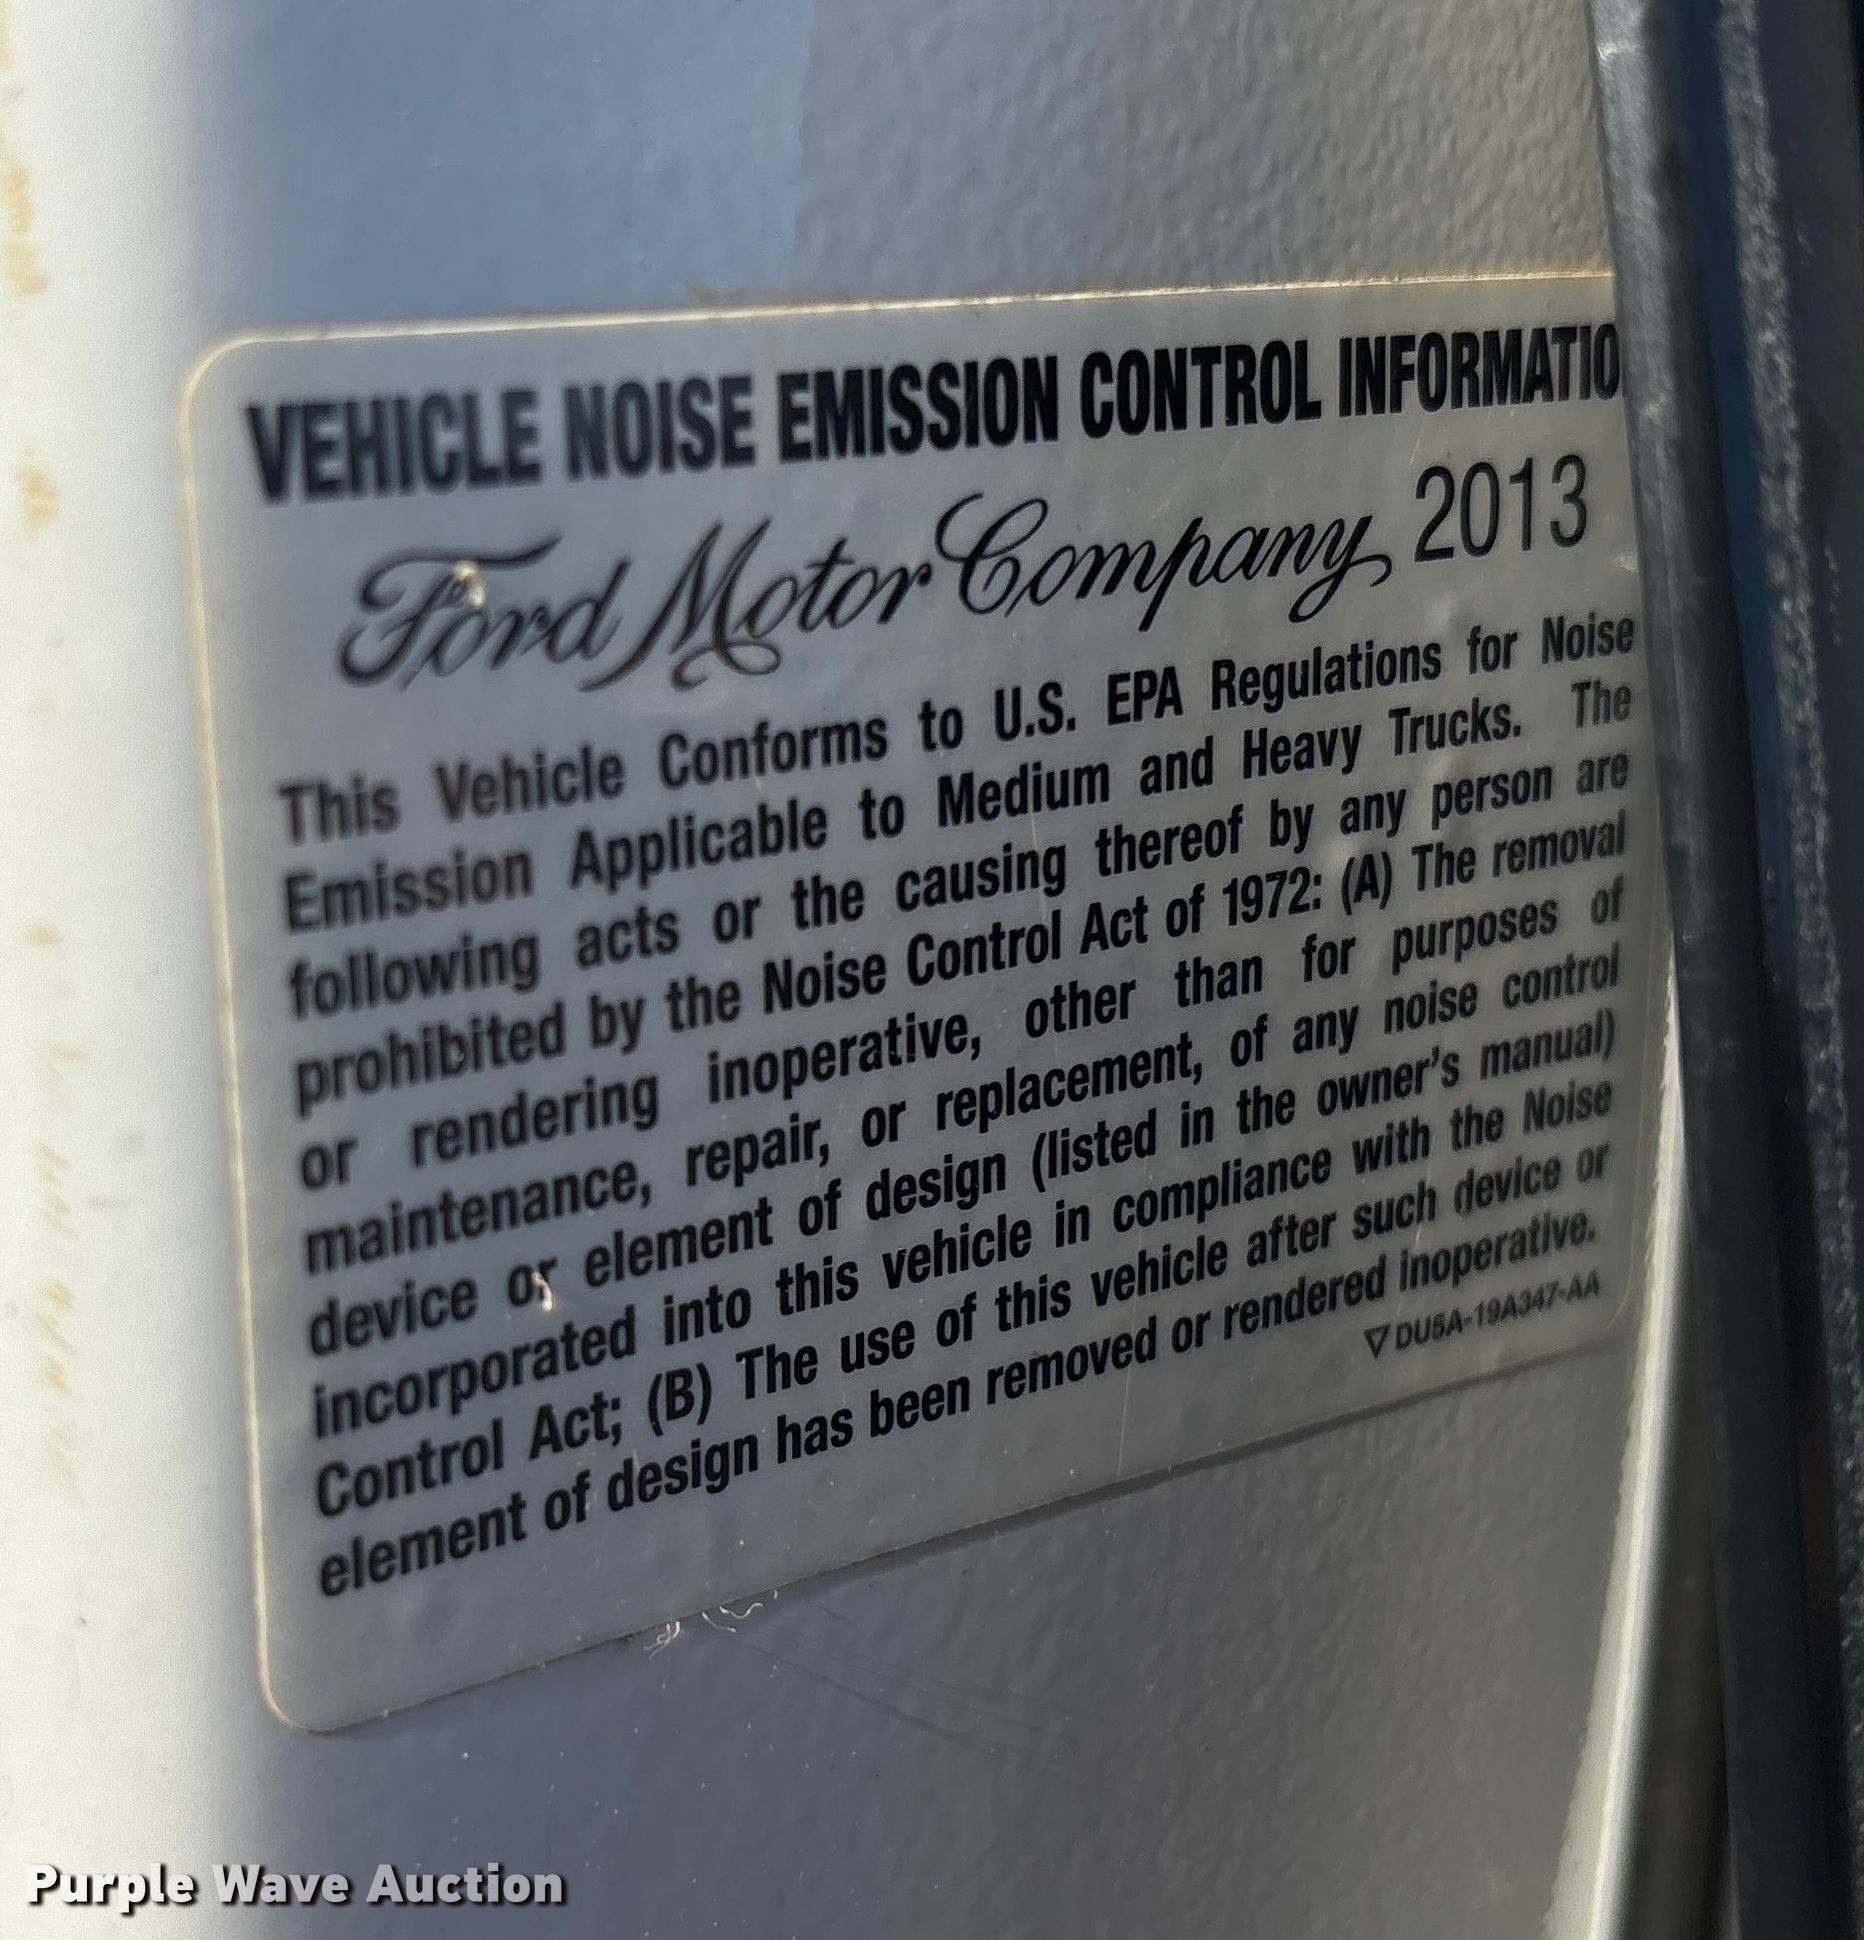 VEHICLE NOISE EMISSION CONTROL INFORMATIO
Ford Motor Company 2013
This Vehicle Conforms to U.S. EPA Regulations for Noise
Emission Applicable to Medium and Heavy Trucks. The
following acts or the causing thereof by any person are
prohibited by the Noise Control Act of 1972: (A) The removal
or rendering inoperative, other than for purposes of
maintenance, repair, or replacement, of any noise control
device or element of design (listed in the owner's manual)
incorporated into this vehicle in compliance with the Noise
Control Act; (B) The use of this vehicle after such device or
element of design has been removed or rendered inoperative.
▽ DU5A-19A347-AA
Purple Wave Auction